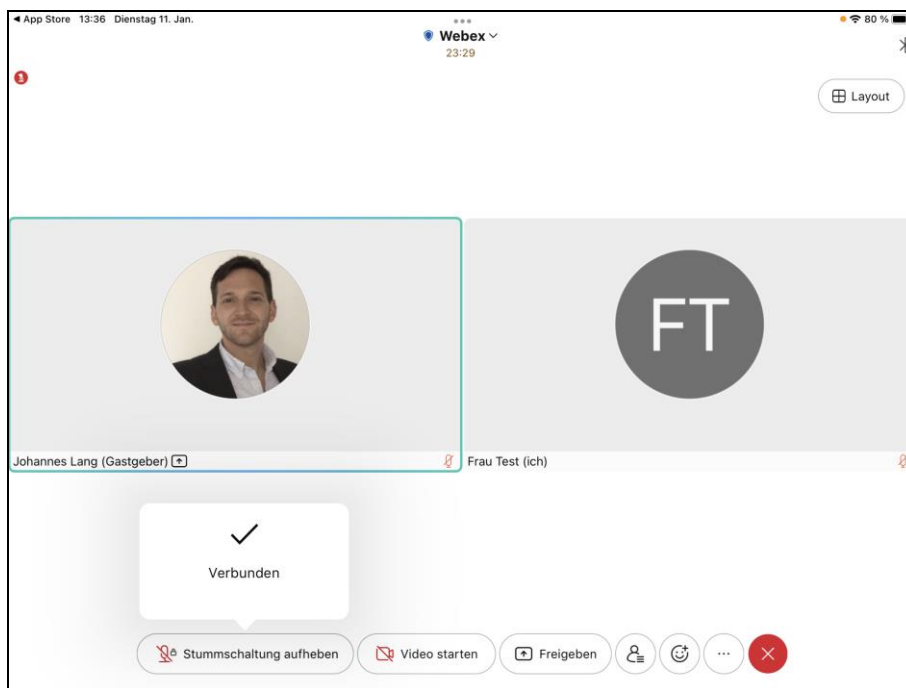 App Store 13:36 Dienstag 11. Jan. 80 %
Webex
23:29
1
Layout
FT
Johannes Lang (Gastgeber) Frau Test (ich)
Verbunden
Stummschaltung aufheben Video starten Freigeben